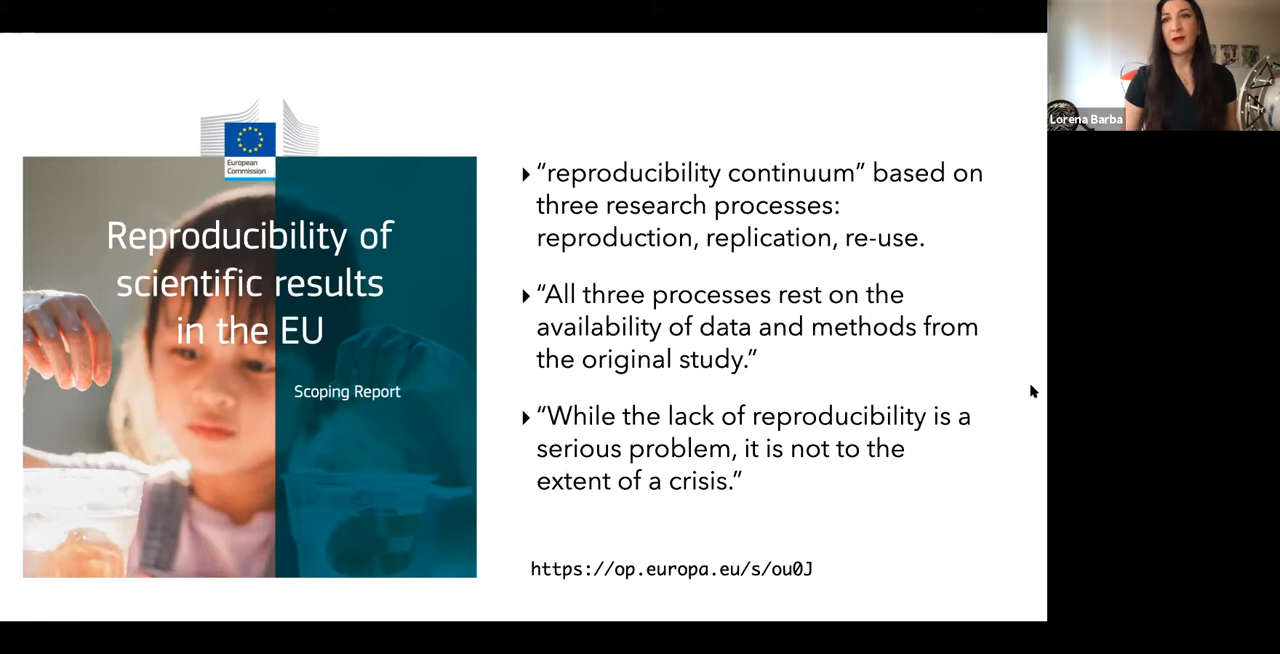 Lorena Barba
European
Commission
Reproducibility of
scientific results
in the EU
Scoping Report
“reproducibility continuum” based on
three research processes:
reproduction, replication, re-use.
“All three processes rest on the
availability of data and methods from
the original study.”
“While the lack of reproducibility is a
serious problem, it is not to the
extent of a crisis.”
https://op.europa.eu/s/ou0J